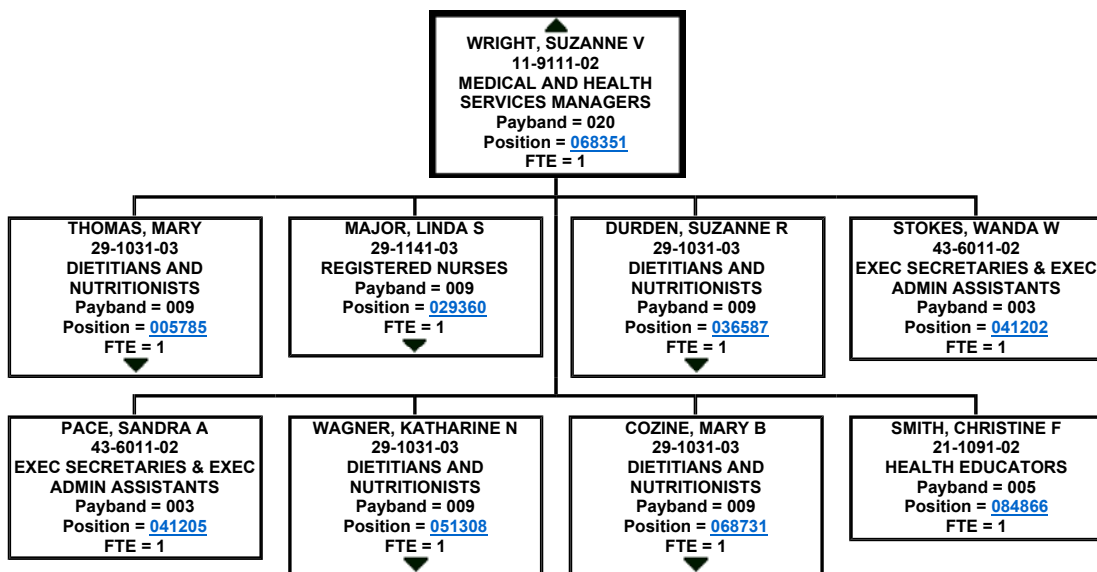 WRIGHT, SUZANNE V
11-9111-02
MEDICAL AND HEALTH
SERVICES MANAGERS
Payband = 020
Position = 068351
FTE = 1
THOMAS, MARY
29-1031-03
DIETITIANS AND
NUTRITIONISTS
Payband = 009
Position = 005785
FTE = 1
MAJOR, LINDA S
29-1141-03
REGISTERED NURSES
Payband = 009
Position = 029360
FTE = 1
DURDEN, SUZANNE R
29-1031-03
DIETITIANS AND
NUTRITIONISTS
Payband = 009
Position = 036587
FTE = 1
STOKES, WANDA W
43-6011-02
EXEC SECRETARIES & EXEC
ADMIN ASSISTANTS
Payband = 003
Position = 041202
FTE = 1
PACE, SANDRA A
43-6011-02
EXEC SECRETARIES & EXEC
ADMIN ASSISTANTS
Payband = 003
Position = 041205
FTE = 1
WAGNER, KATHARINE N
29-1031-03
DIETITIANS AND
NUTRITIONISTS
Payband = 009
Position = 051308
FTE = 1
COZINE, MARY B
29-1031-03
DIETITIANS AND
NUTRITIONISTS
Payband = 009
Position = 068731
FTE = 1
SMITH, CHRISTINE F
21-1091-02
HEALTH EDUCATORS
Payband = 005
Position = 084866
FTE = 1